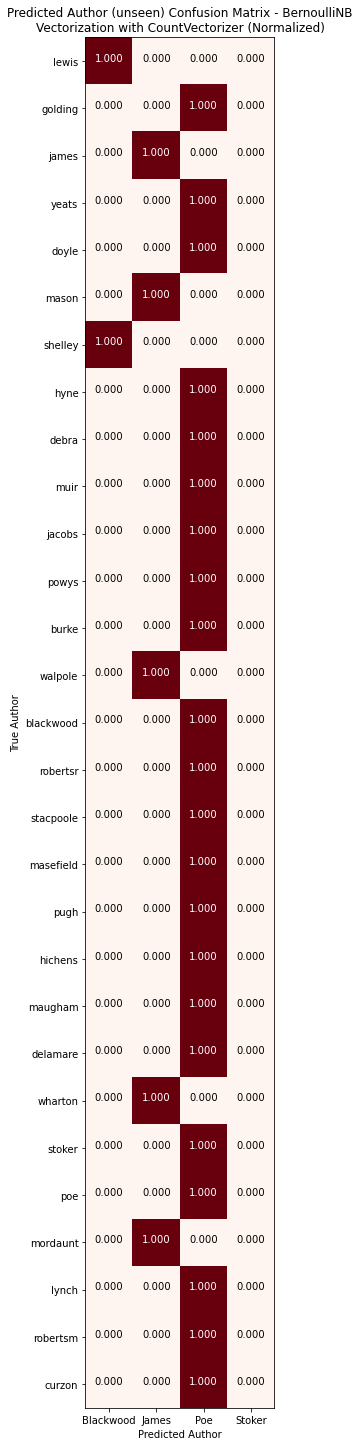 Predicted Author (unseen) Confusion Matrix - BernoulliNB
Vectorization with CountVectorizer (Normalized)
lewis 1.000 0.000 0.000 0.000
golding 0.000 0.000 1.000 0.000
james 0.000 1.000 0.000 0.000
yeats 0.000 0.000 1.000 0.000
doyle 0.000 0.000 1.000 0.000
mason 0.000 1.000 0.000 0.000
shelley 1.000 0.000 0.000 0.000
hyne 0.000 0.000 1.000 0.000
debra 0.000 0.000 1.000 0.000
muir 0.000 0.000 1.000 0.000
jacobs 0.000 0.000 1.000 0.000
powys 0.000 0.000 1.000 0.000
burke 0.000 0.000 1.000 0.000
walpole 0.000 1.000 0.000 0.000
True Author
blackwood 0.000 0.000 1.000 0.000
robertsr 0.000 0.000 1.000 0.000
stacpoole 0.000 0.000 1.000 0.000
masefield 0.000 0.000 1.000 0.000
pugh 0.000 0.000 1.000 0.000
hichens 0.000 0.000 1.000 0.000
maugham 0.000 0.000 1.000 0.000
delamare 0.000 0.000 1.000 0.000
wharton 0.000 1.000 0.000 0.000
stoker 0.000 0.000 1.000 0.000
poe 0.000 0.000 1.000 0.000
mordaunt 0.000 1.000 0.000 0.000
lynch 0.000 0.000 1.000 0.000
robertsm 0.000 0.000 1.000 0.000
curzon 0.000 0.000 1.000 0.000
Blackwood James Poe Stoker
Predicted Author